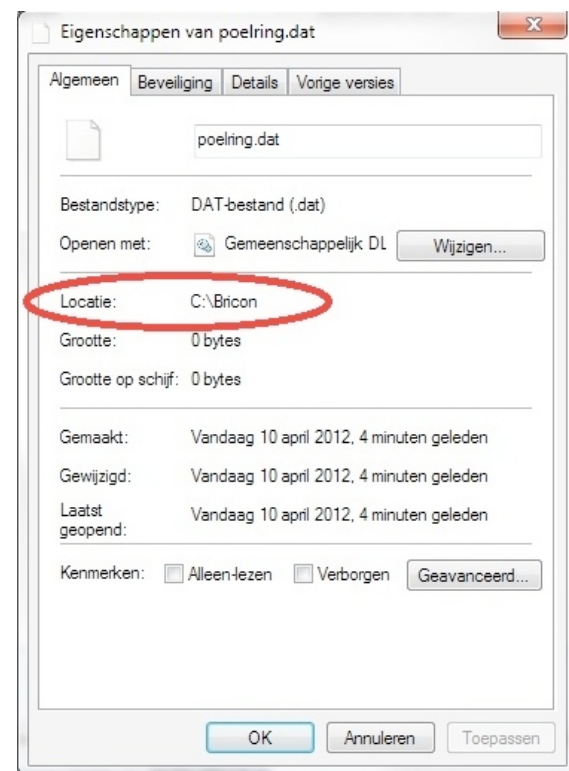 Eigenschappen van poelring.dat
Algemeen Beveiliging Details Vorige versies
poelring.dat
Bestandstype: DAT-bestand (.dat)
Openen met: Gemeenschappelijk DL Wijzigen...
Locatie: C:\Bricon
Grootte: 0 bytes
Grootte op schijf: 0 bytes
Gemaakt: Vandaag 10 april 2012, 4 minuten geleden
Gewijzigd: Vandaag 10 april 2012, 4 minuten geleden
Laatst
geopend: Vandaag 10 april 2012, 4 minuten geleden
Kenmerken: Alleen-lezen Verborgen Geavanceerd...
OK Annuleren Toepassen